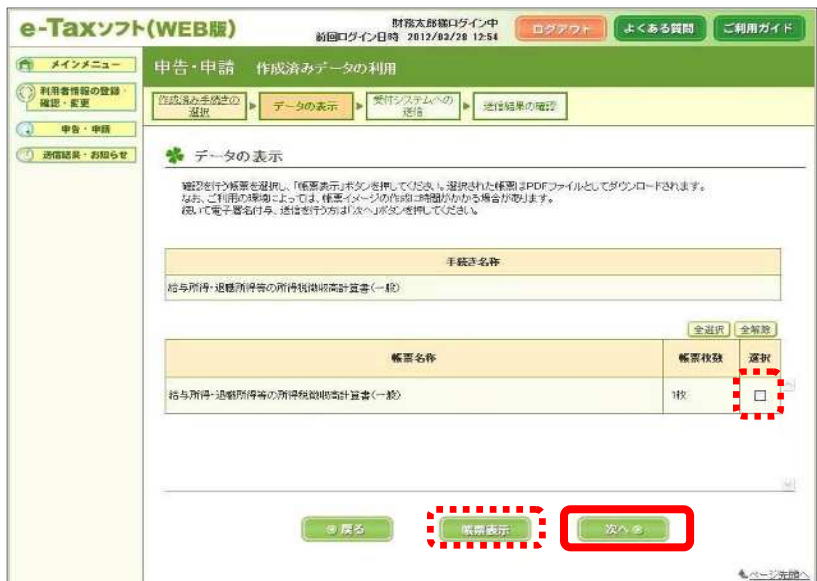 e-Taxソフト(WEB版)
財務太郎様ログイン中
前回ログイン日時 2012/02/28 12:54
ログアウト
よくある質問
ご利用ガイド
メインメニュー
利用者情報の登録・
確認・変更
申告・申請
送信結果・お知らせ
申告・申請 作成済みデータの利用
作成済み手続きの
選択
データの表示
受付システムへの
送信
送信結果の確認
データの表示
確認を行う帳票を選択し、「帳票表示」ボタンを押してください。選択された帳票はPDFファイルとしてダウンロードされます。
なお、ご利用の環境によっては、帳票イメージの作成に時間がかかる場合があります。
続いて電子署名付与、送信を行う方は「次へ」ボタンを押してください。
手続き名称
給与所得・退職所得等の所得税徴収高計算書(一般)
全選択
全解除
帳票名称
帳票枚数
選択
給与所得・退職所得等の所得税徴収高計算書(一般)
1枚
戻る
帳票表示
次へ
ページ先頭へ